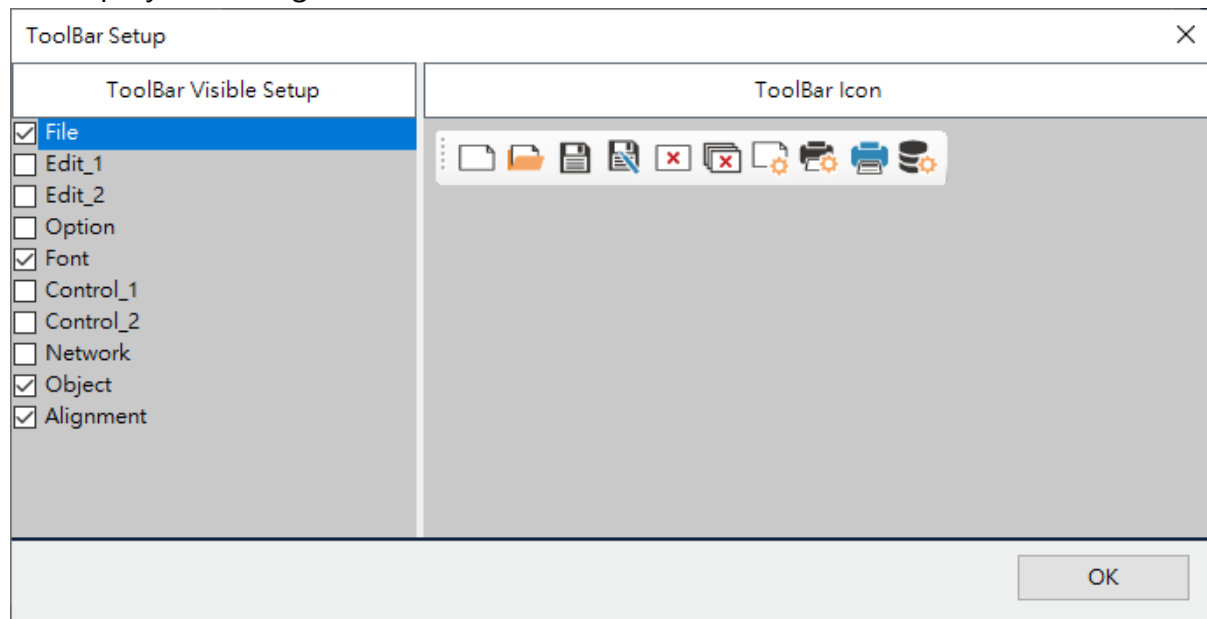 ToolBar Setup
ToolBar Visible Setup
ToolBar Icon
File
Edit_1
Edit_2
Option
Font
Control_1
Control_2
Network
Object
Alignment
OK